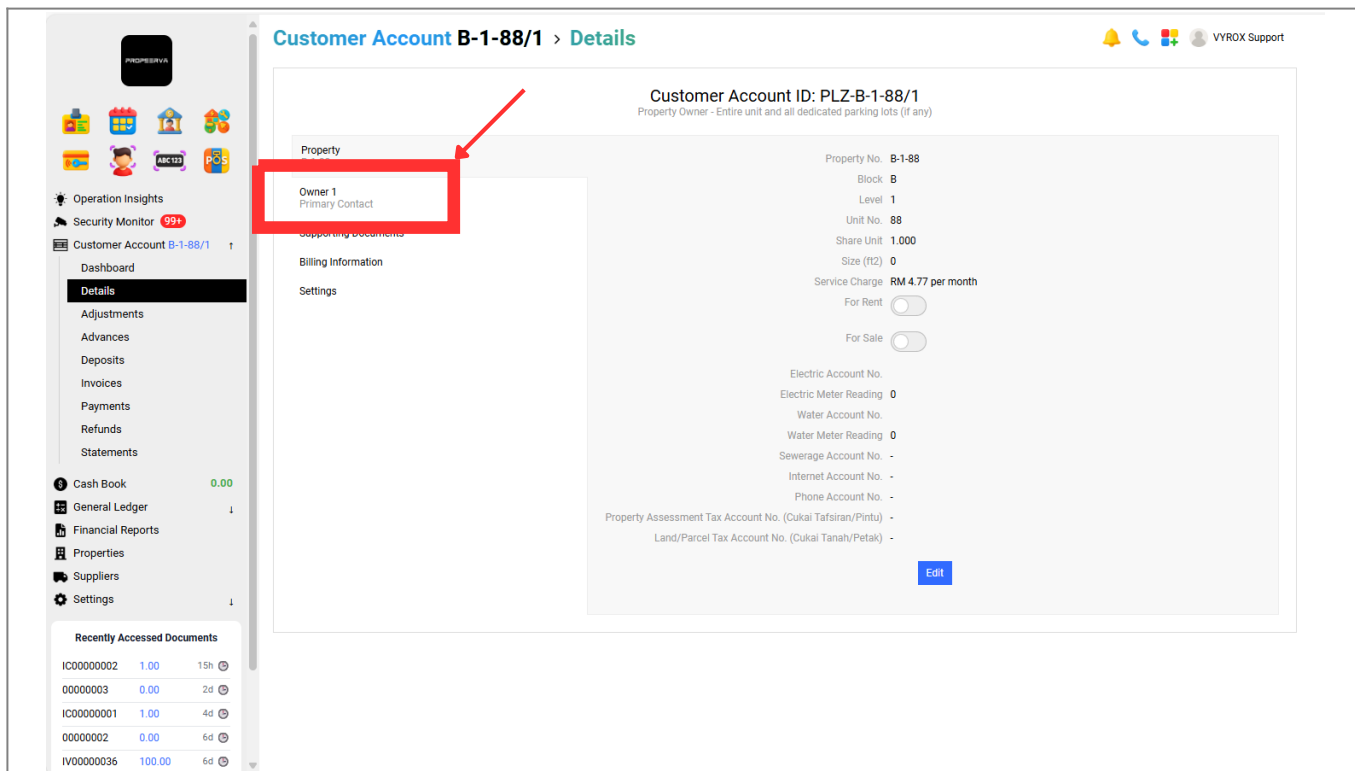 PROPEERVA
ABC123
POS
Operation Insights
Security Monitor 99+
Customer Account B-1-88/1 ↑
Dashboard
Details
Adjustments
Advances
Deposits
Invoices
Payments
Refunds
Statements
Cash Book 0.00
General Ledger ↓
Financial Reports
Properties
Suppliers
Settings ↓
Recently Accessed Documents
IC00000002 1.00 15h
00000003 0.00 2d
IC00000001 1.00 4d
00000002 0.00 6d
IV00000036 100.00 6d
Customer Account B-1-88/1 › Details
VYROX Support
Customer Account ID: PLZ-B-1-88/1
Property Owner - Entire unit and all dedicated parking lots (if any)
Property
Owner 1
Primary Contact
Supporting Documents
Billing Information
Settings
Property No. B-1-88
Block B
Level 1
Unit No. 88
Share Unit 1.000
Size (ft2) 0
Service Charge RM 4.77 per month
For Rent
For Sale
Electric Account No.
Electric Meter Reading 0
Water Account No.
Water Meter Reading 0
Sewerage Account No. -
Internet Account No. -
Phone Account No. -
Property Assessment Tax Account No. (Cukai Tafsiran/Pintu) -
Land/Parcel Tax Account No. (Cukai Tanah/Petak) -
Edit